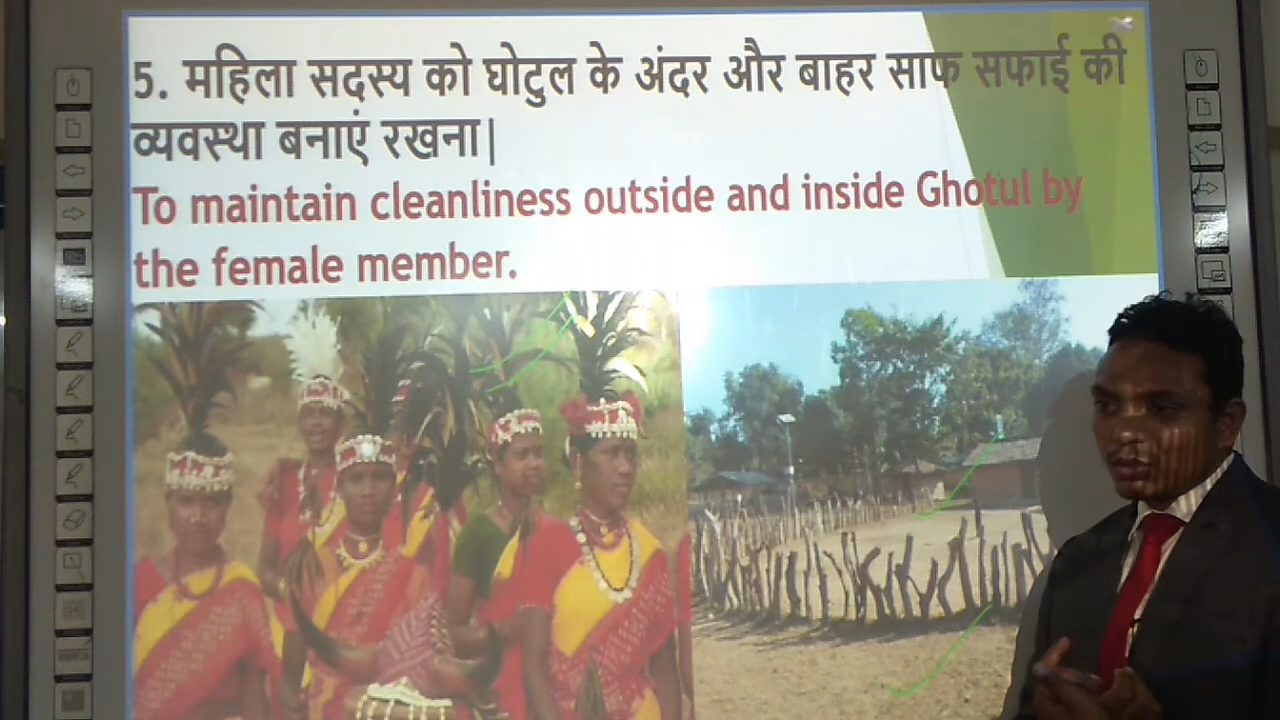 5. महिला सदस्य को घोटुल के अंदर और बाहर साफ सफाई की
व्यवस्था बनाएं रखना|
To maintain cleanliness outside and inside Ghotul by
the female member.